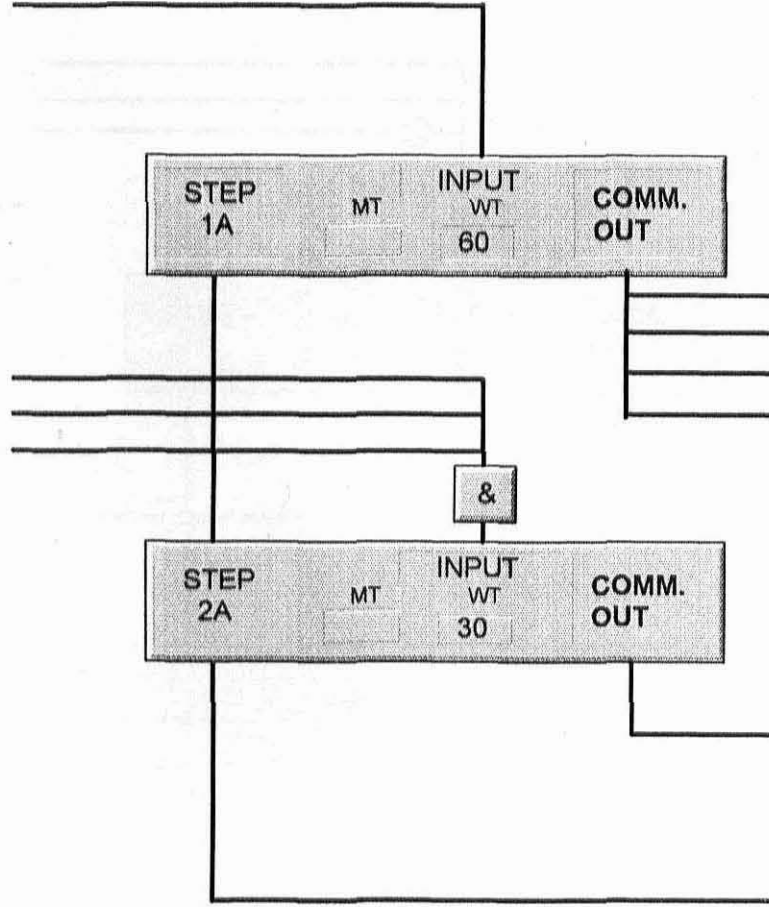 STEP
1A
MT
INPUT
WT
60
COMM.
OUT
&
STEP
2A
MT
INPUT
WT
30
COMM.
OUT